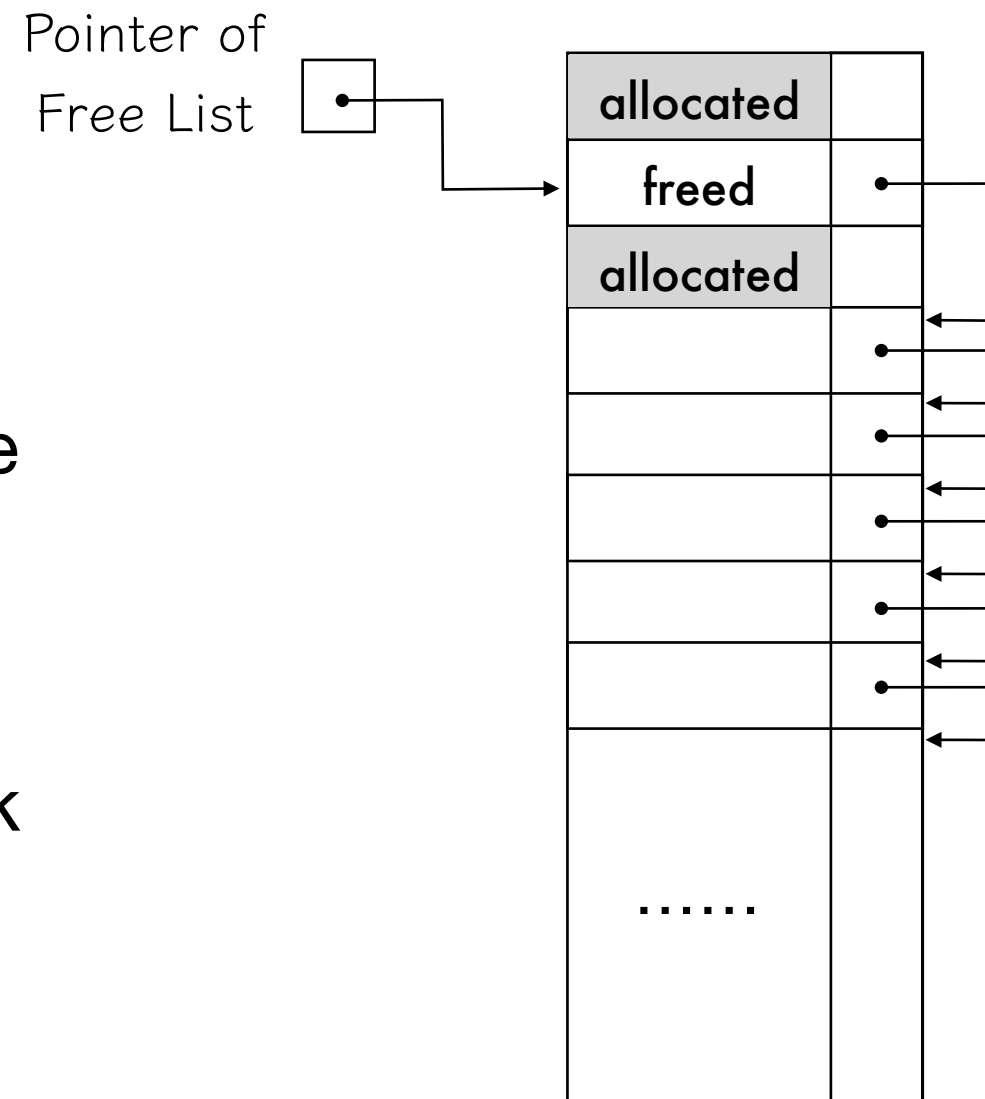 Pointer of
Free List
allocated
freed
allocated
e
k
......